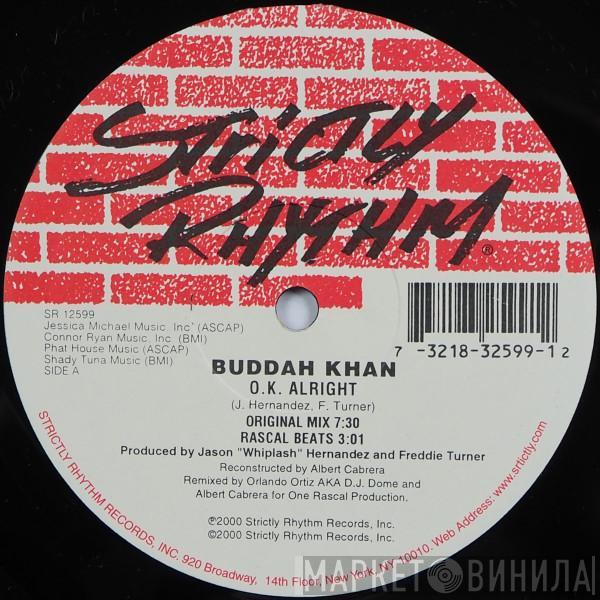 Strictly
Rhythm
®
SR 12599
Jessica Michael Music. Inc. (ASCAP)
Connor Ryan Music. Inc. (BMI)
Phat House Music (ASCAP)
Shady Tuna Music (BMI)
SIDE A
7 -3218-32599-1 2
BUDDAH KHAN
O.K. ALRIGHT
(J. Hernandez, F. Turner)
ORIGINAL MIX 7:30
RASCAL BEATS 3:01
Produced by Jason "Whiplash" Hernandez and Freddie Turner
Reconstructed by Albert Cabrera
Remixed by Orlando Ortiz AKA D.J. Dome and
Albert Cabrera for One Rascal Production.
℗2000 Strictly Rhythm Records, Inc.
©2000 Strictly Rhythm Records, Inc.
STRICTLY RHYTHM RECORDS, INC. 920 Broadway, 14th Floor, New York, NY. 10010. Web Address: www.srtictly.com
МАРКЕТ ВИНИЛА